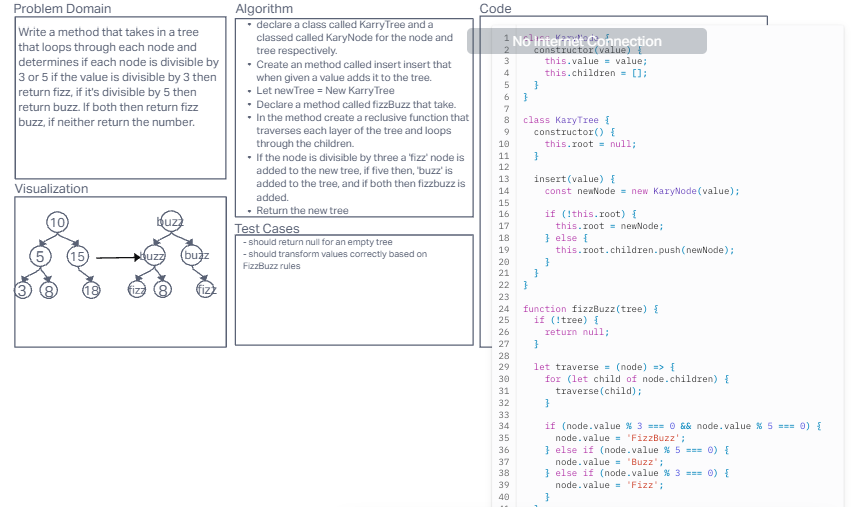 Problem Domain
Write a method that takes in a tree
that loops through each node and
determines if each node is divisible by
3 or 5 if the value is divisible by 3 then
return fizz, if it's divisible by 5 then
return buzz. If both then return fizz
buzz, if neither return the number.
Visualization
10
buzz
5
15
buzz
buzz
3
8
18
fizz
8
fizz
Algorithm
• declare a class called KarryTree and a
classed called KaryNode for the node and
tree respectively.
• Create an method called insert insert that
when given a value adds it to the tree.
• Let newTree = New KarryTree
• Declare a method called fizzBuzz that take.
• In the method create a reclusive function that
traverses each layer of the tree and loops
through the children.
• If the node is divisible by three a 'fizz' node is
added to the new tree, if five then, 'buzz' is
added to the tree, and if both then fizzbuzz is
added.
• Return the new tree
Test Cases
- should return null for an empty tree
- should transform values correctly based on
FizzBuzz rules
Code
No Internet Connection
1 class KaryNode {
2 constructor(value) {
3 this.value = value;
4 this.children = [];
5 }
6 }
7
8 class KaryTree {
9 constructor() {
10 this.root = null;
11 }
12
13 insert(value) {
14 const newNode = new KaryNode(value);
15
16 if (!this.root) {
17 this.root = newNode;
18 } else {
19 this.root.children.push(newNode);
20 }
21 }
22 }
23
24 function fizzBuzz(tree) {
25 if (!tree) {
26 return null;
27 }
28
29 let traverse = (node) => {
30 for (let child of node.children) {
31 traverse(child);
32 }
33
34 if (node.value % 3 === 0 && node.value % 5 === 0) {
35 node.value = 'FizzBuzz';
36 } else if (node.value % 5 === 0) {
37 node.value = 'Buzz';
38 } else if (node.value % 3 === 0) {
39 node.value = 'Fizz';
40 }